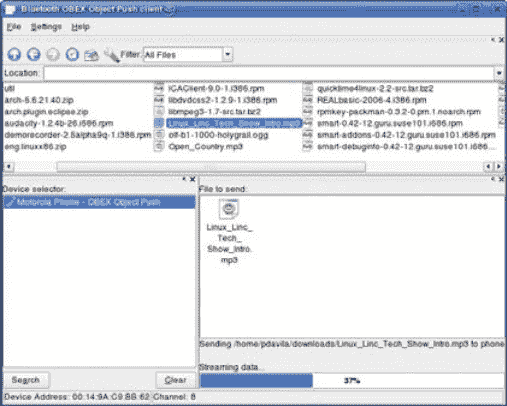 Bluetooth OBEX Object Push client
File Settings Help
Filter: All Files
Location:
util
arch-5.6.2140.zip
arch.plugin.eclipse.zip
audacity-1.2.4b-26.i686.rpm
demorecorder-2.5alpha9q-1.i386.rpm
eng.linuxx86.zip
ICAClient-9.0-1.i386.rpm
libdvdcss2-1.2.9-1.i386.rpm
libmpeg3-1.7-src.tar.bz2
Linux_Linc_Tech_Show_Intro.mp3
olf-b1-1000-holygrail.ogg
Open_Country.mp3
quicktime4linux-2.2-src.tar.bz2
REALbasic-2006-4.i386.rpm
rpmkey-packman-0.3.2-0.pm.1.noarch.rpm
smart-0.42-12.guru.suse101.i686.rpm
smart-addons-0.42-12.guru.suse101.i686.rpm
smart-debuginfo-0.42-12.guru.suse101.i686...
Device selector:
Motorola Phone - OBEX Object Push
File to send:
Linux_Linc_
Tech_
Show_Intro.
mp3
Sending /home/pdavila/downloads/Linux_Linc_Tech_Show_Intro.mp3 to phone
Streaming data...
37%
Search Clear
Device Address: 00:14:9A:C9:BB:62 Channel: 8